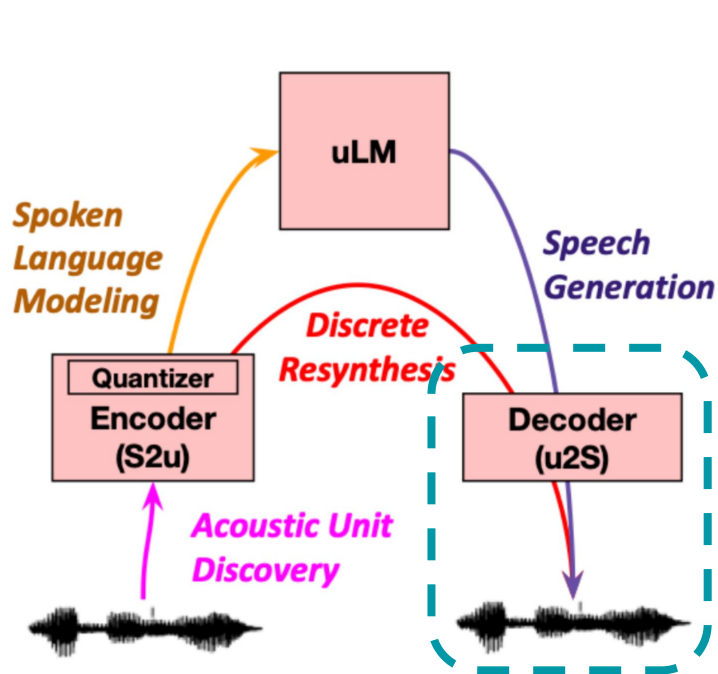 uLM
Spoken
Language
Modeling
Speech
Generation
Discrete
Resynthesis
Quantizer
Encoder
(S2u)
Decoder
(u2S)
Acoustic Unit
Discovery